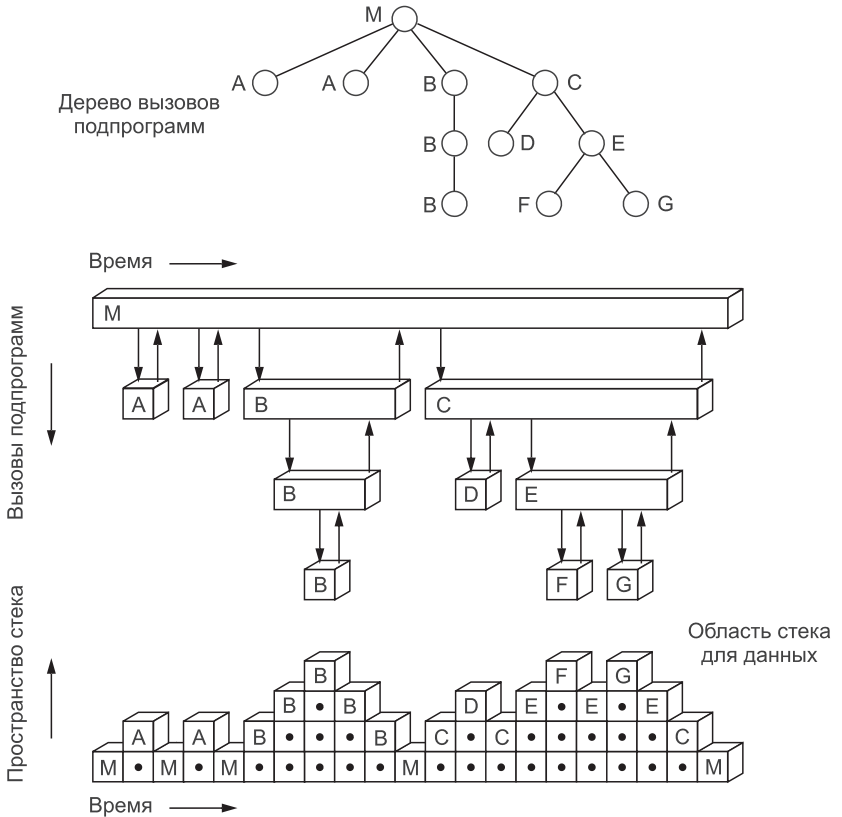 M
A A B C
Дерево вызовов
подпрограмм
B D E
B F G
Время
M
Вызовы подпрограмм
A A B C
B D E
B F G
Пространство стека
Область стека
для данных
B F G
B • B D E • E • E
A A B • • • B C • C • • • • • C
M • M • M • • • • • M • • • • • • • • • M
Время